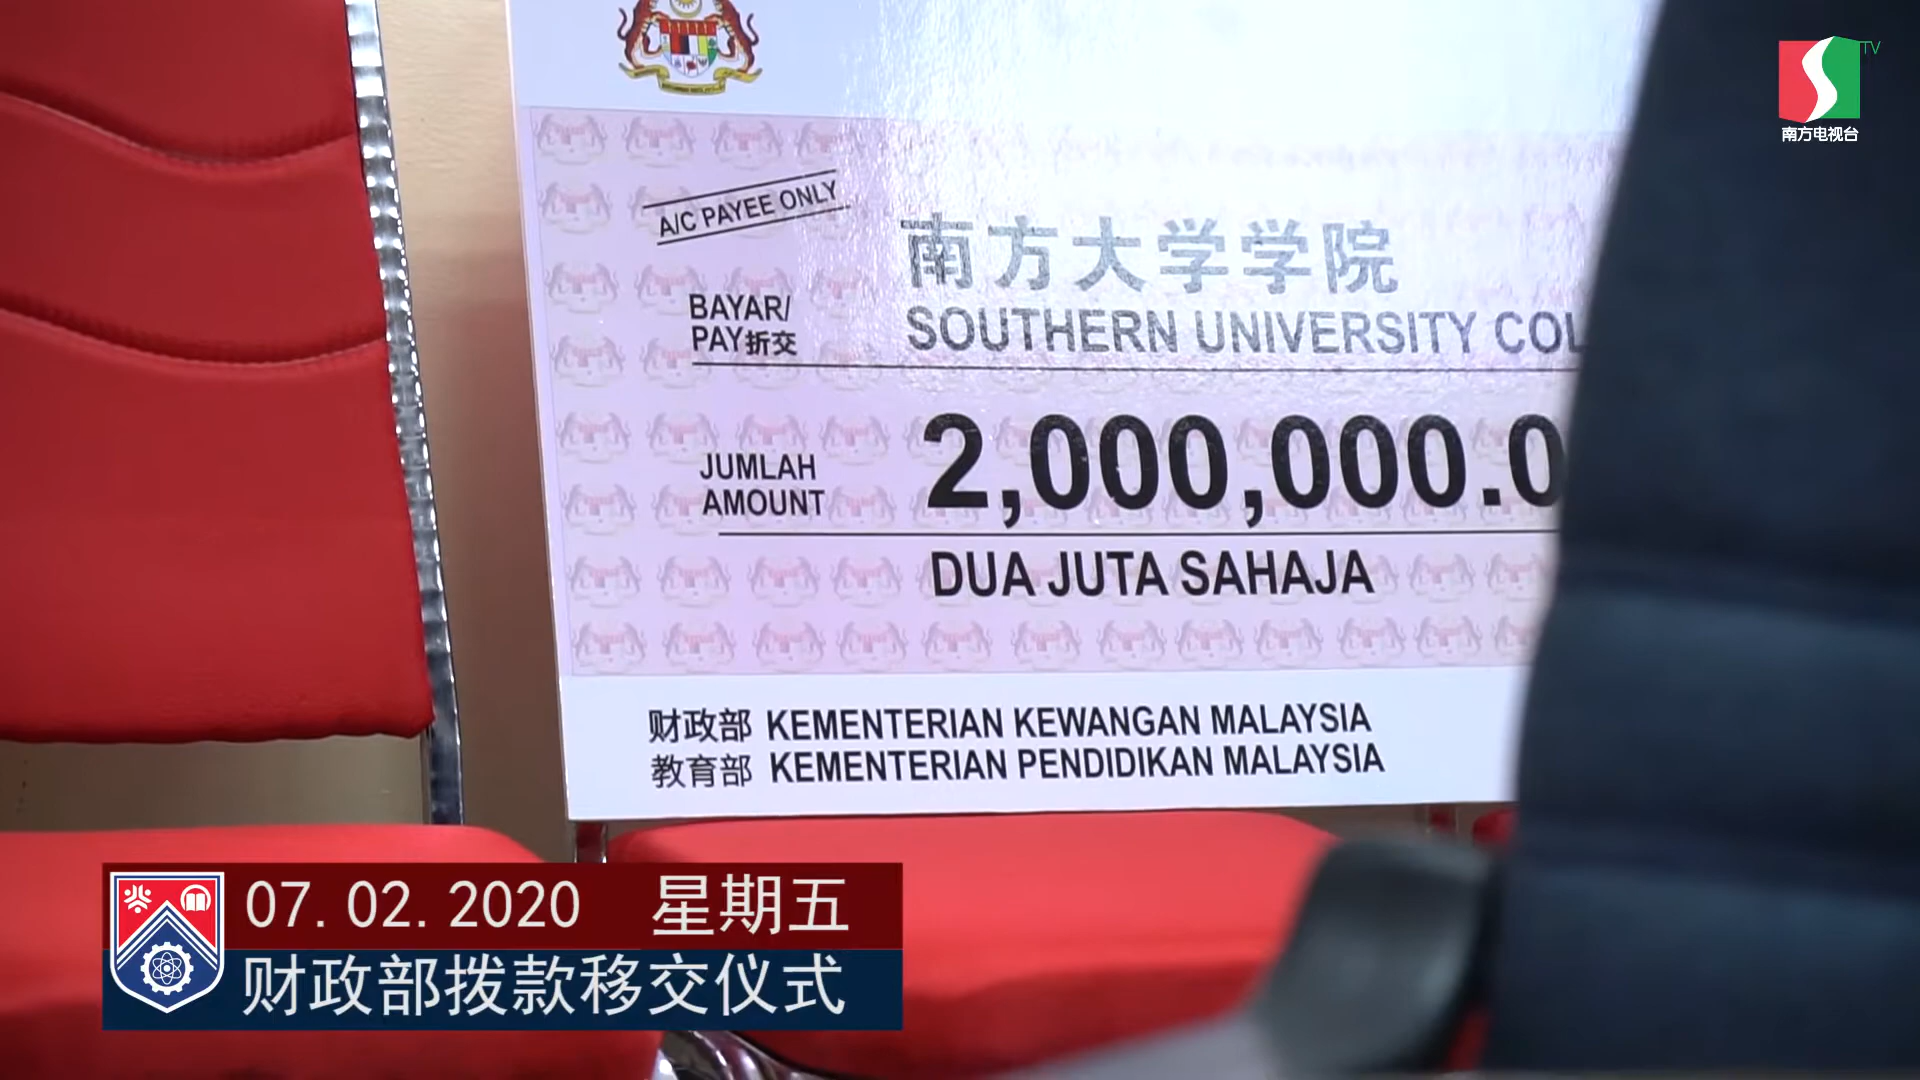 TV
南方电视台
A/C PAYEE ONLY
南方大学学院
BAYAR/
PAY折交
SOUTHERN UNIVERSITY COL
JUMLAH
AMOUNT
2,000,000.0
DUA JUTA SAHAJA
财政部 KEMENTERIAN KEWANGAN MALAYSIA
教育部 KEMENTERIAN PENDIDIKAN MALAYSIA
07.02.2020 星期五
财政部拨款移交仪式